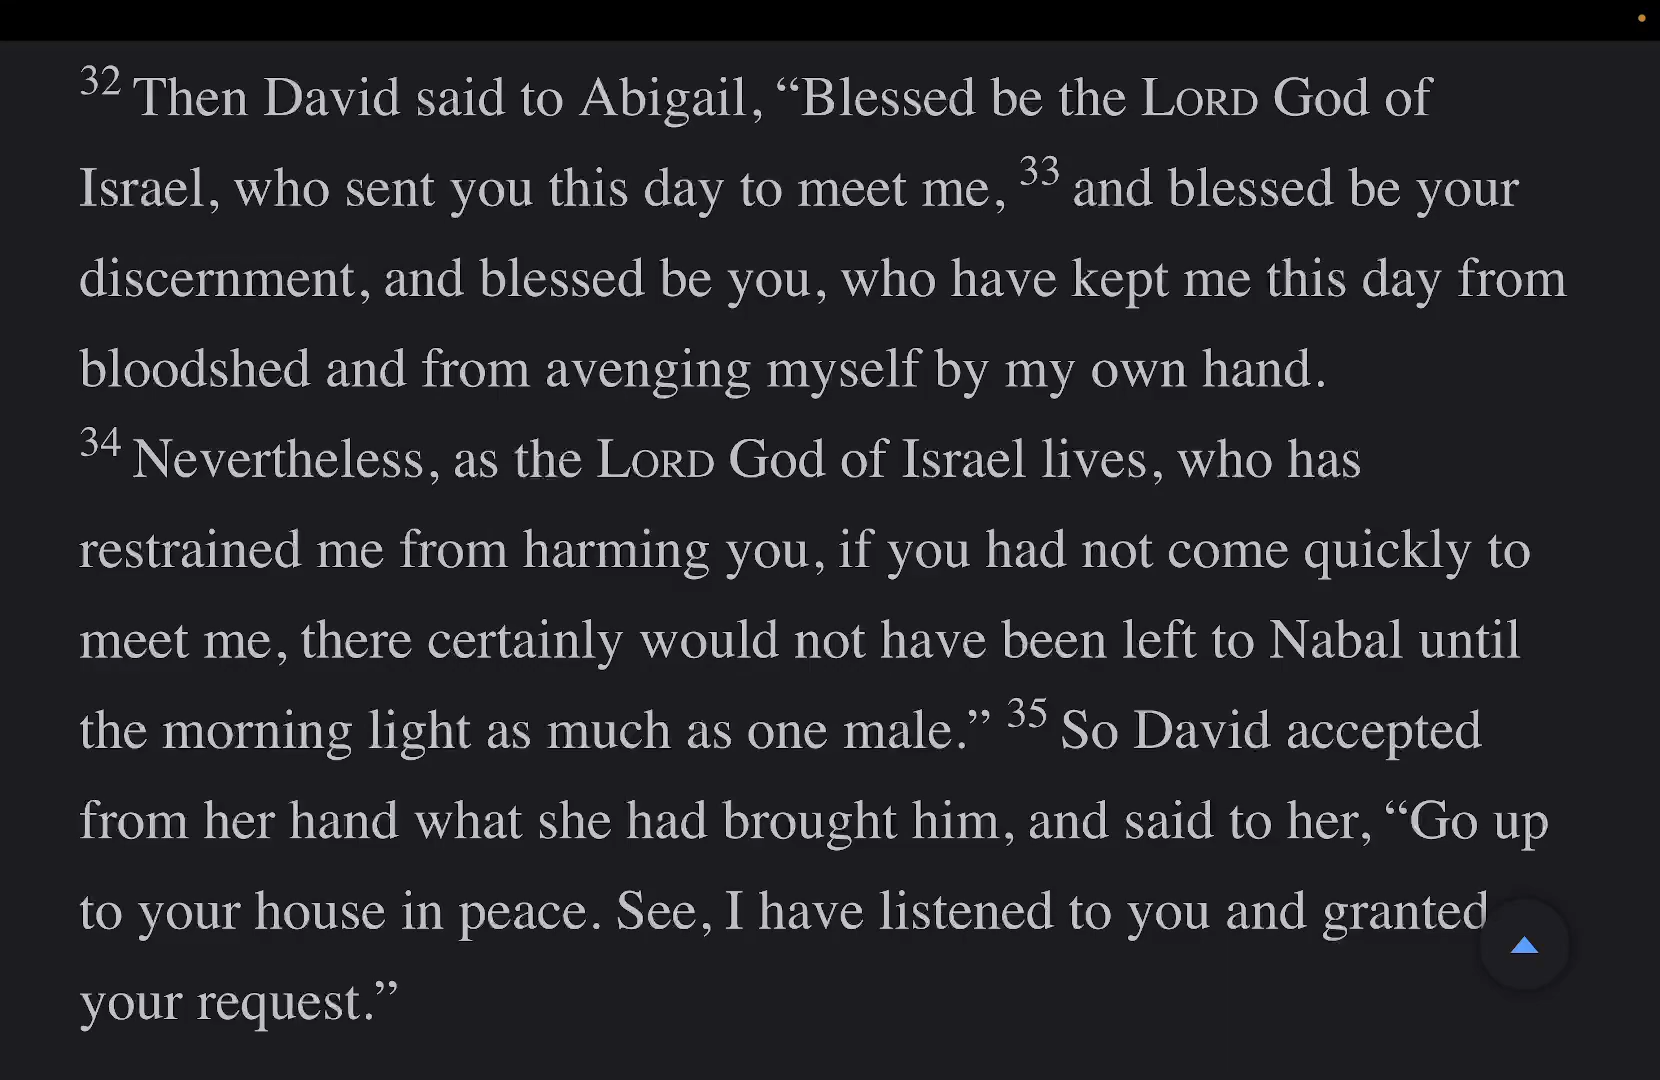 32 Then David said to Abigail, “Blessed be the LORD God of
Israel, who sent you this day to meet me, 33 and blessed be your
discernment, and blessed be you, who have kept me this day from
bloodshed and from avenging myself by my own hand.
34 Nevertheless, as the LORD God of Israel lives, who has
restrained me from harming you, if you had not come quickly to
meet me, there certainly would not have been left to Nabal until
the morning light as much as one male.” 35 So David accepted
from her hand what she had brought him, and said to her, “Go up
to your house in peace. See, I have listened to you and granted
your request.”